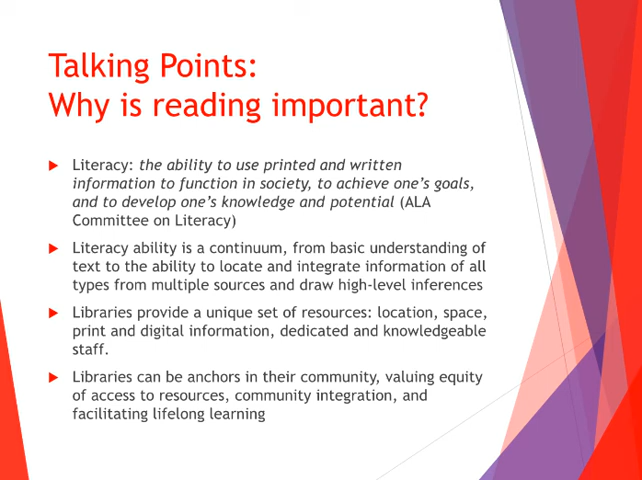 Talking Points:
Why is reading important?
Literacy: the ability to use printed and written
information to function in society, to achieve one’s goals,
and to develop one’s knowledge and potential (ALA
Committee on Literacy)
Literacy ability is a continuum, from basic understanding of
text to the ability to locate and integrate information of all
types from multiple sources and draw high-level inferences
Libraries provide a unique set of resources: location, space,
print and digital information, dedicated and knowledgeable
staff.
Libraries can be anchors in their community, valuing equity
of access to resources, community integration, and
facilitating lifelong learning